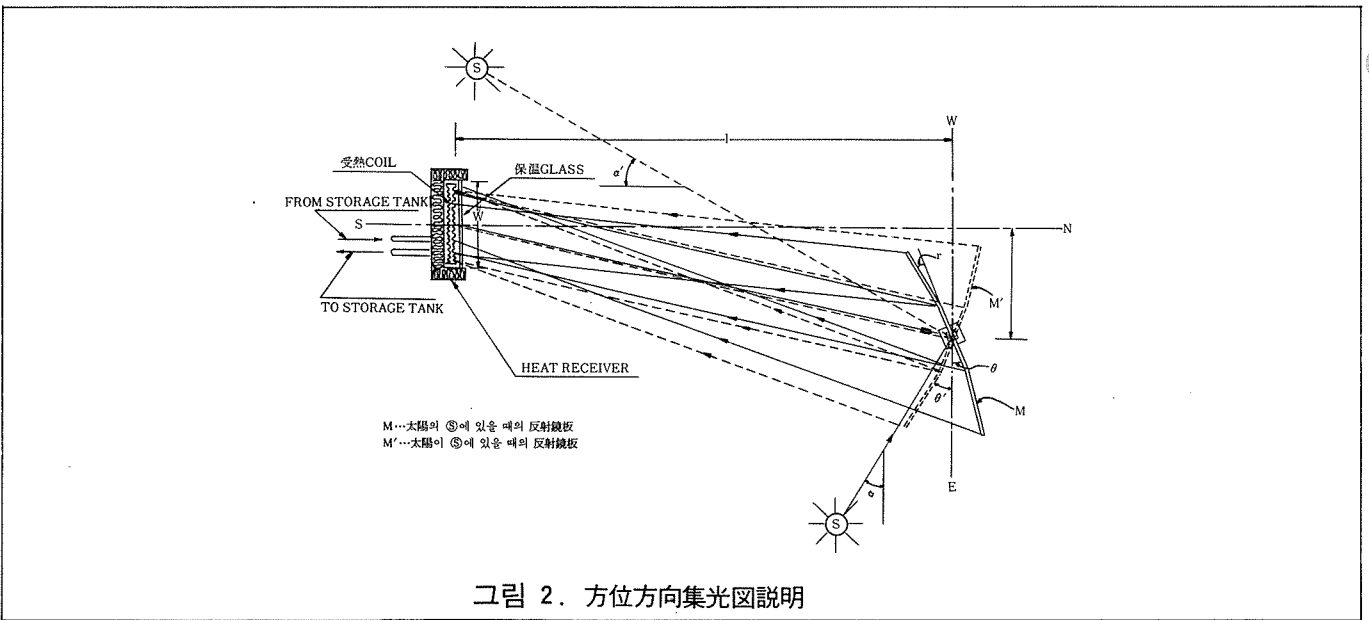 S
W
l
受熱COIL
保温GLASS
α'
FROM STORAGE TANK
S
W
N
r
M'
TO STORAGE TANK
HEAT RECEIVER
θ
θ'
M
M…太陽의 Ⓢ에 있을 때의 反射鏡板
M'…太陽이 Ⓢ에 있을 때의 反射鏡板
E
α
S
그림 2. 方位方向集光図説明